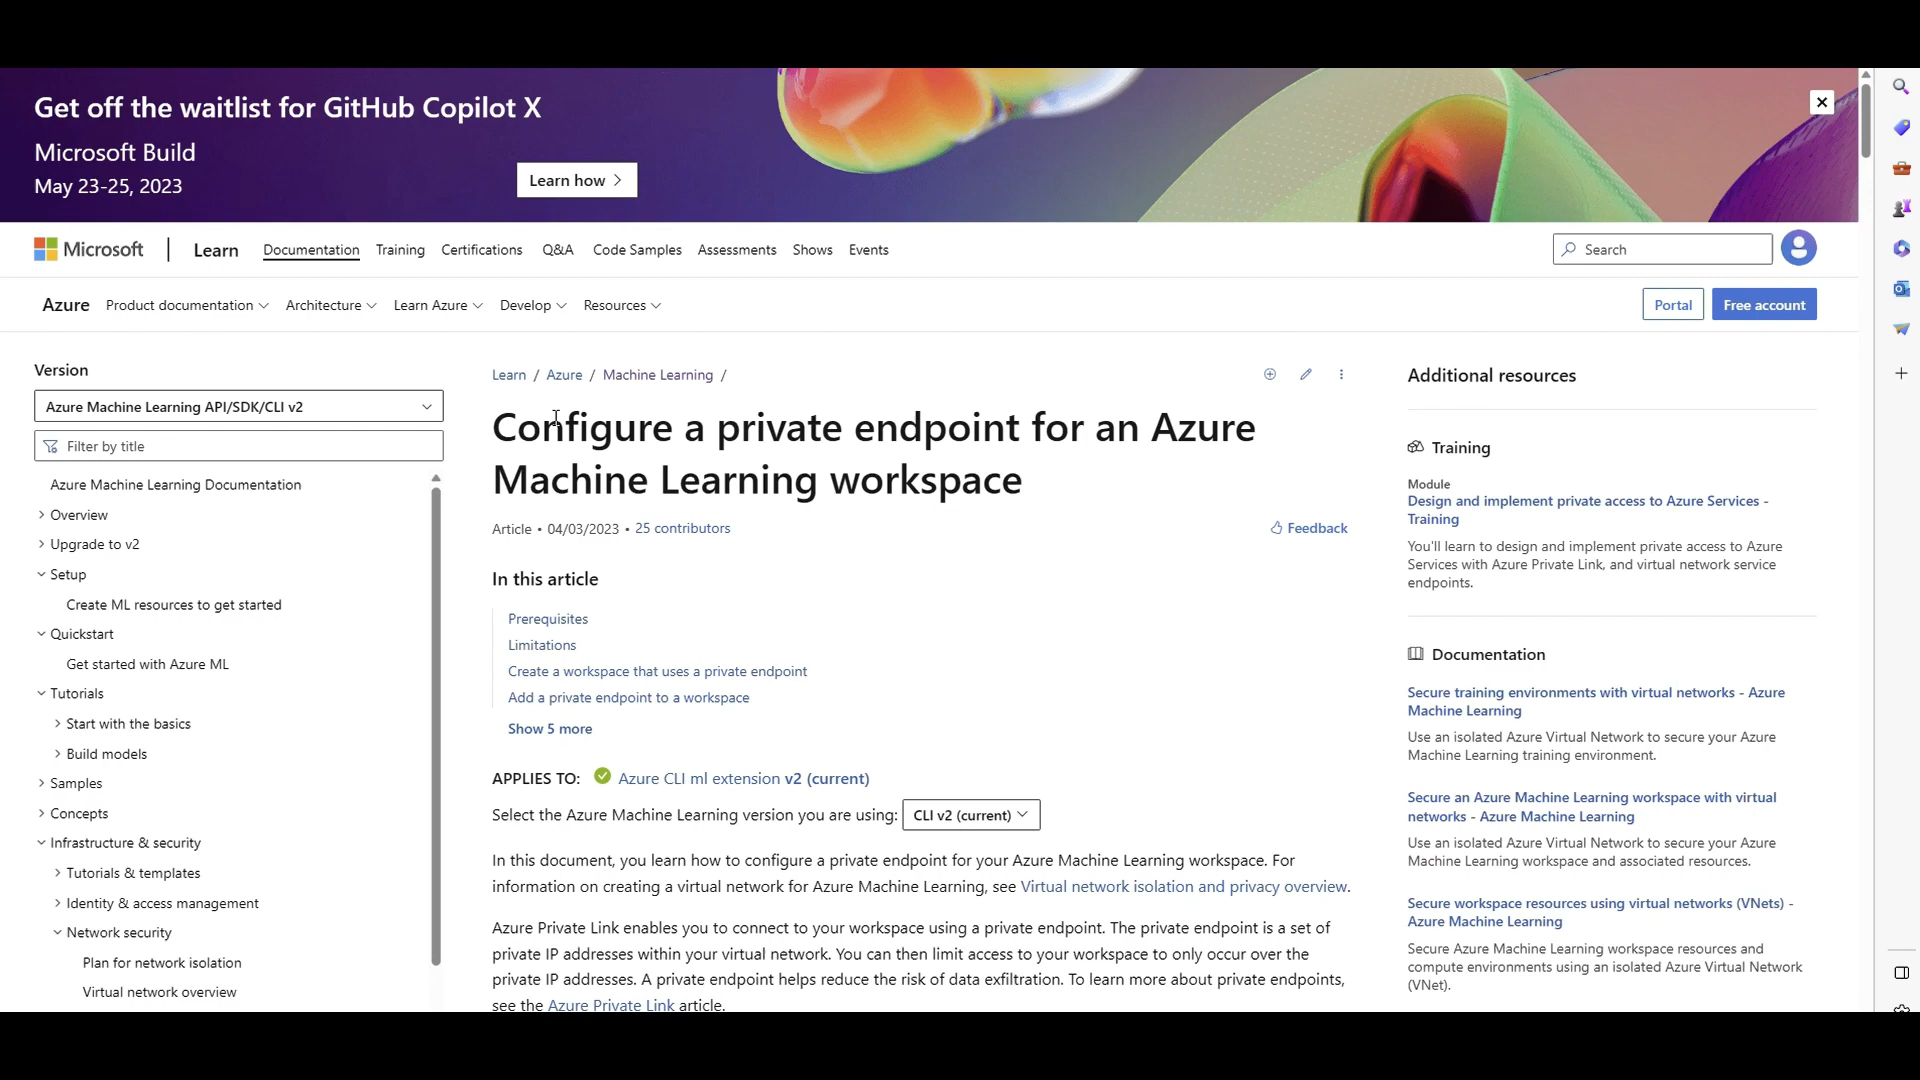 Get off the waitlist for GitHub Copilot X
Microsoft Build
May 23-25, 2023
Learn how
Microsoft
Learn
Documentation
Training
Certifications
Q&A
Code Samples
Assessments
Shows
Events
Search
Azure
Product documentation
Architecture
Learn Azure
Develop
Resources
Portal
Free account
Version
Azure Machine Learning API/SDK/CLI v2
Filter by title
Azure Machine Learning Documentation
Overview
Upgrade to v2
Setup
Create ML resources to get started
Quickstart
Get started with Azure ML
Tutorials
Start with the basics
Build models
Samples
Concepts
Infrastructure & security
Tutorials & templates
Identity & access management
Network security
Plan for network isolation
Virtual network overview
Learn / Azure / Machine Learning /
Configure a private endpoint for an Azure
Machine Learning workspace
Article • 04/03/2023 • 25 contributors
Feedback
In this article
Prerequisites
Limitations
Create a workspace that uses a private endpoint
Add a private endpoint to a workspace
Show 5 more
APPLIES TO: Azure CLI ml extension v2 (current)
Select the Azure Machine Learning version you are using: CLI v2 (current)
In this document, you learn how to configure a private endpoint for your Azure Machine Learning workspace. For
information on creating a virtual network for Azure Machine Learning, see Virtual network isolation and privacy overview.
Azure Private Link enables you to connect to your workspace using a private endpoint. The private endpoint is a set of
private IP addresses within your virtual network. You can then limit access to your workspace to only occur over the
private IP addresses. A private endpoint helps reduce the risk of data exfiltration. To learn more about private endpoints,
see the Azure Private Link article.
Additional resources
Training
Module
Design and implement private access to Azure Services -
Training
You'll learn to design and implement private access to Azure
Services with Azure Private Link, and virtual network service
endpoints.
Documentation
Secure training environments with virtual networks - Azure
Machine Learning
Use an isolated Azure Virtual Network to secure your Azure
Machine Learning training environment.
Secure an Azure Machine Learning workspace with virtual
networks - Azure Machine Learning
Use an isolated Azure Virtual Network to secure your Azure
Machine Learning workspace and associated resources.
Secure workspace resources using virtual networks (VNets) -
Azure Machine Learning
Secure Azure Machine Learning workspace resources and
compute environments using an isolated Azure Virtual Network
(VNet).